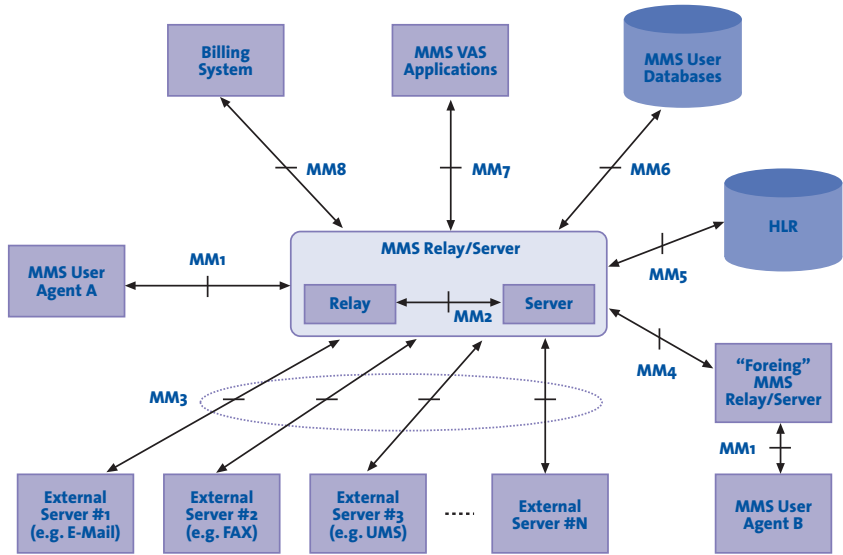 Billing
System
MMS VAS
Applications
MMS User
Databases
MM8
MM7
MM6
HLR
MMS Relay/Server
MM1
MMS User
Agent A
MM5
Relay
Server
MM2
MM4
"Foreing"
MMS
Relay/Server
MM3
MM1
External
Server #1
(e.g. E-Mail)
External
Server #2
(e.g. FAX)
External
Server #3
(e.g. UMS)
.....
External
Server #N
MMS User
Agent B